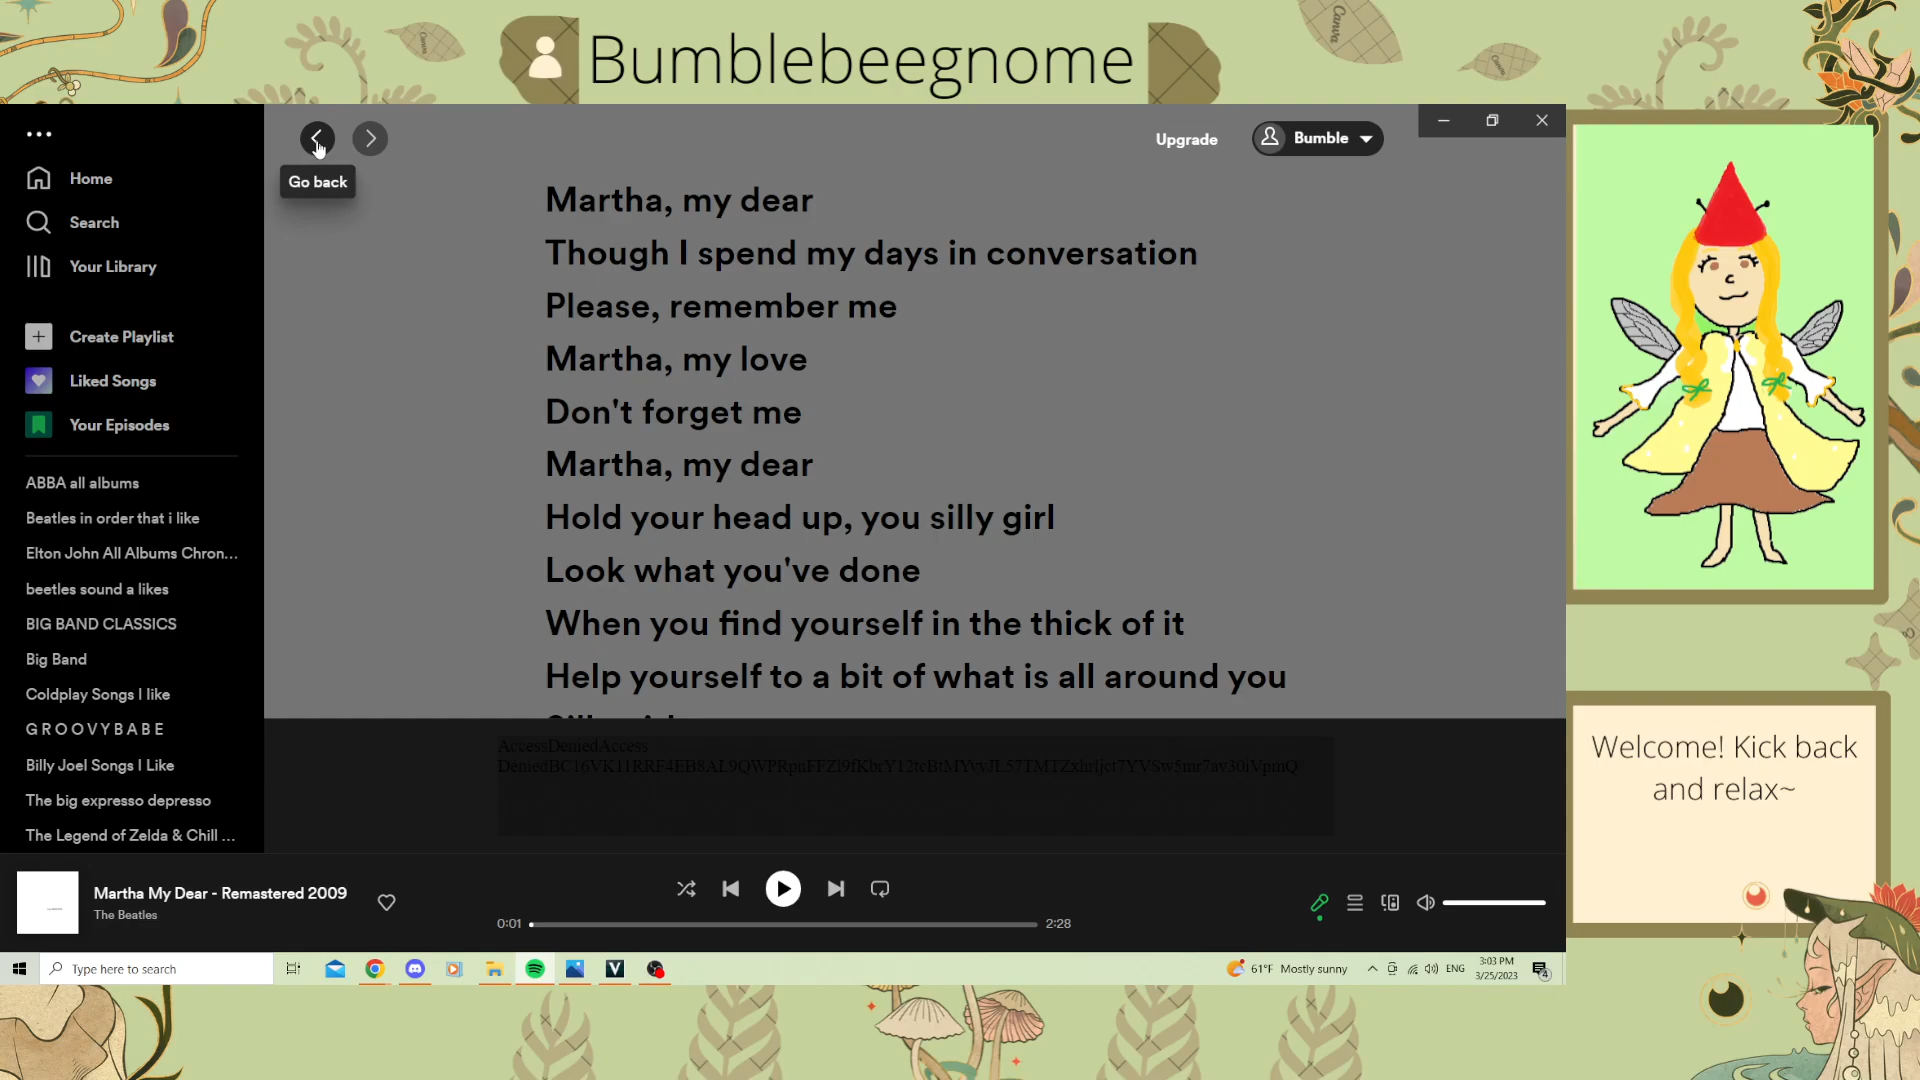 Canva
Canva
Canva
Bumblebeegnome
Home
Search
Your Library
Create Playlist
Liked Songs
Your Episodes
ABBA all albums
Beatles in order that i like
Elton John All Albums Chron...
beetles sound a likes
BIG BAND CLASSICS
Big Band
Coldplay Songs I like
G R O O V Y B A B E
Billy Joel Songs I Like
The big expresso depresso
The Legend of Zelda & Chill ...
Go back
Upgrade
Bumble
Martha, my dear
Though I spend my days in conversation
Please, remember me
Martha, my love
Don't forget me
Martha, my dear
Hold your head up, you silly girl
Look what you've done
When you find yourself in the thick of it
Help yourself to a bit of what is all around you
AccessDeniedAccess
Martha My Dear - Remastered 2009
The Beatles
0:01
2:28
Welcome! Kick back
and relax~
Type here to search
61°F Mostly sunny
ENG
3:03 PM
3/25/2023
4